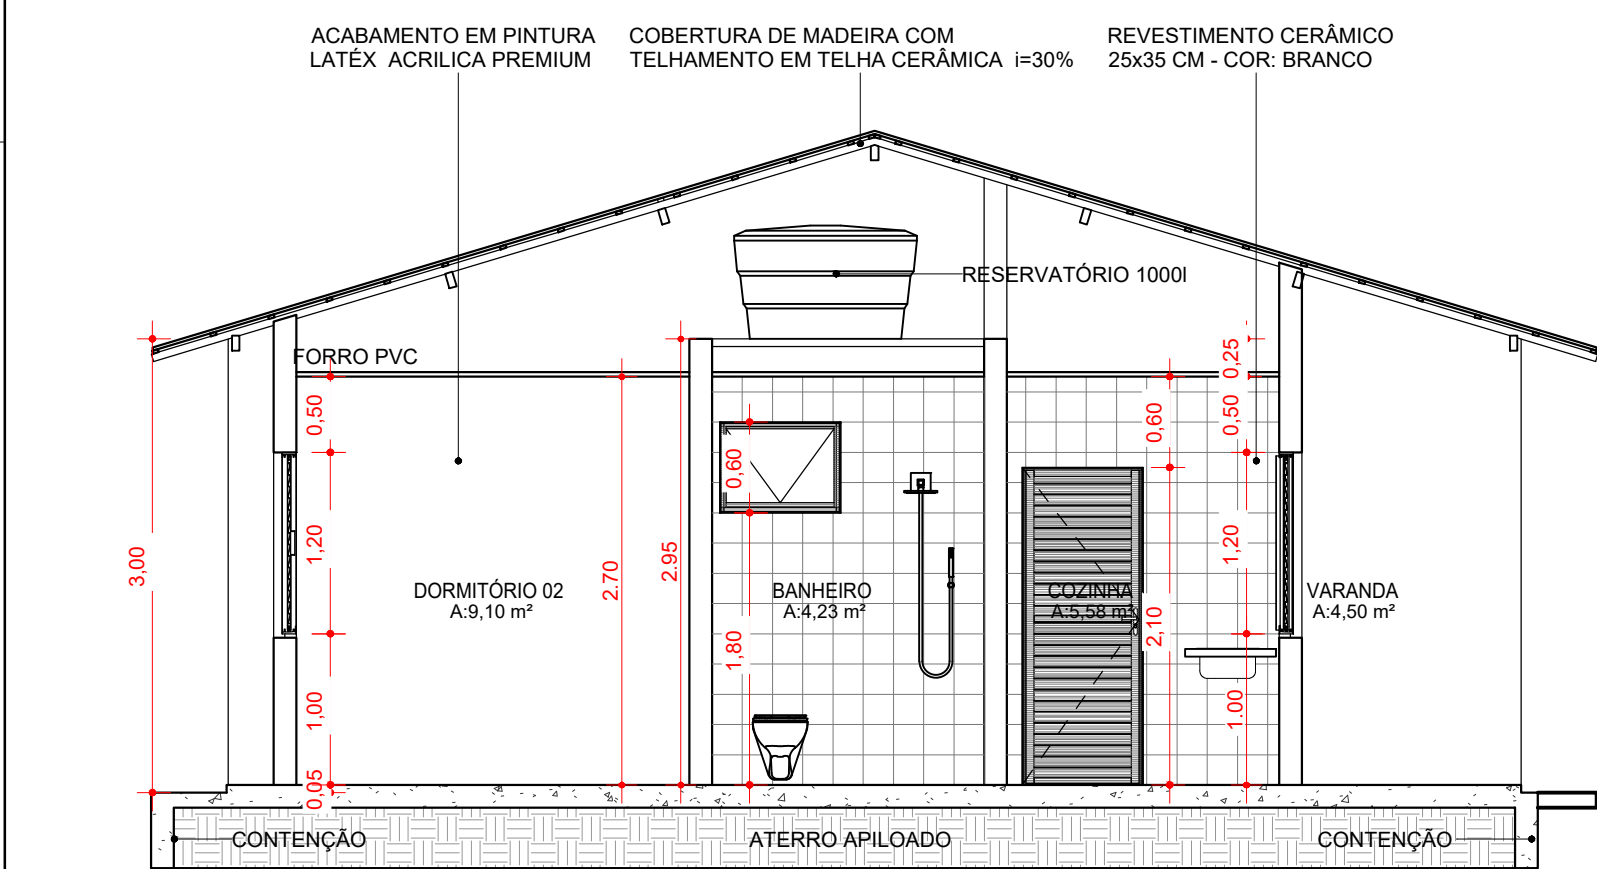 ACABAMENTO EM PINTURA
LATÉX ACRILICA PREMIUM
COBERTURA DE MADEIRA COM
TELHAMENTO EM TELHA CERÂMICA i=30%
REVESTIMENTO CERÂMICO
25x35 CM - COR: BRANCO
RESERVATÓRIO 1000l
FORRO PVC
0,25
0,50
0,60
0,50
0,60
3,00
1,20
2.70
2.95
1,20
DORMITÓRIO 02
A:9,10 m²
BANHEIRO
A:4,23 m²
COZINHA
A:5,58 m²
VARANDA
A:4,50 m²
1,80
2,10
1,00
1.00
0,05
CONTENÇÃO
ATERRO APILOADO
CONTENÇÃO